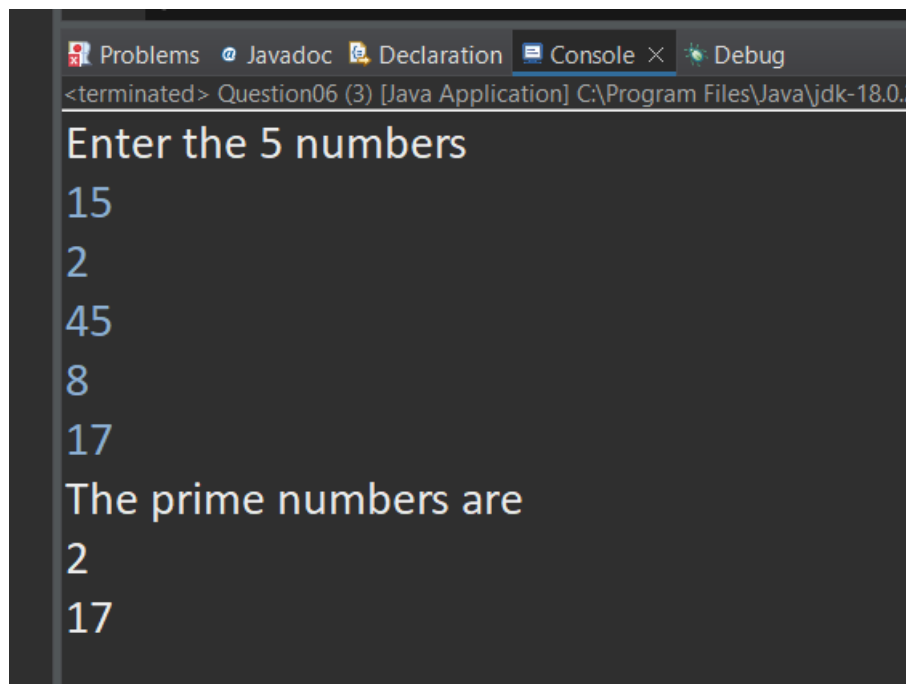 Problems @ Javadoc Declaration Console × Debug
<terminated> Question06 (3) [Java Application] C:\Program Files\Java\jdk-18.0.
Enter the 5 numbers
15
2
45
8
17
The prime numbers are
2
17